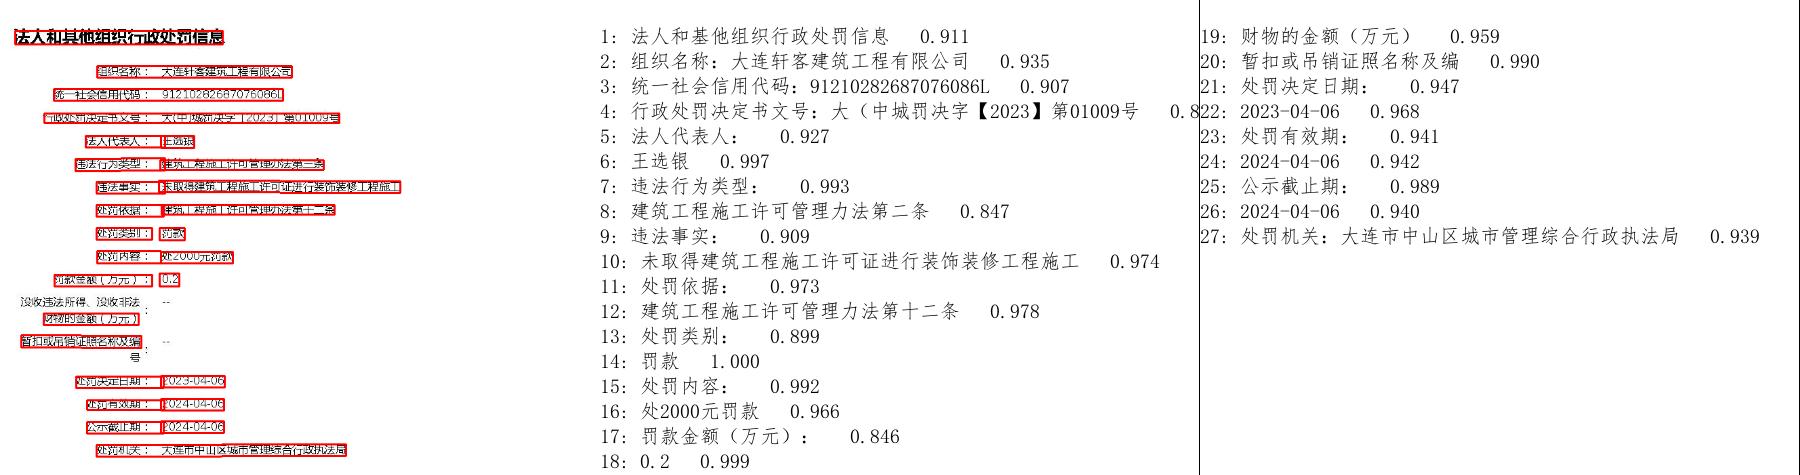 法人和其他组织行政处罚信息
组织名称： 大连轩客建筑工程有限公司
统一社会信用代码： 91210282687076086L
行政处罚决定书文号： 大(中)城罚决字【2023】第01009号
法人代表人： 王选银
违法行为类型： 建筑工程施工许可管理办法第三条
违法事实： 未取得建筑工程施工许可证进行装饰装修工程施工
处罚依据： 建筑工程施工许可管理办法第十二条
处罚类别： 罚款
处罚内容： 处2000元罚款
罚款金额（万元）： 0.2
没收违法所得、没收非法 --
财物的金额（万元） ：
暂扣或吊销证照名称及编 --
号 ：
处罚决定日期： 2023-04-06
处罚有效期： 2024-04-06
公示截止期： 2024-04-06
处罚机关： 大连市中山区城市管理综合行政执法局
1: 法人和基他组织行政处罚信息 0.911
2: 组织名称: 大连轩客建筑工程有限公司 0.935
3: 统一社会信用代码: 91210282687076086L 0.907
4: 行政处罚决定书文号: 大（中城罚决字【2023】第01009号 0.8
5: 法人代表人: 0.927
6: 王选银 0.997
7: 违法行为类型: 0.993
8: 建筑工程施工许可管理力法第二条 0.847
9: 违法事实: 0.909
10: 未取得建筑工程施工许可证进行装饰装修工程施工 0.974
11: 处罚依据: 0.973
12: 建筑工程施工许可管理力法第十二条 0.978
13: 处罚类别: 0.899
14: 罚款 1.000
15: 处罚内容: 0.992
16: 处2000元罚款 0.966
17: 罚款金额（万元）: 0.846
18: 0.2 0.999
19: 财物的金额（万元） 0.959
20: 暂扣或吊销证照名称及编 0.990
21: 处罚决定日期: 0.947
22: 2023-04-06 0.968
23: 处罚有效期: 0.941
24: 2024-04-06 0.942
25: 公示截止期: 0.989
26: 2024-04-06 0.940
27: 处罚机关: 大连市中山区城市管理综合行政执法局 0.939